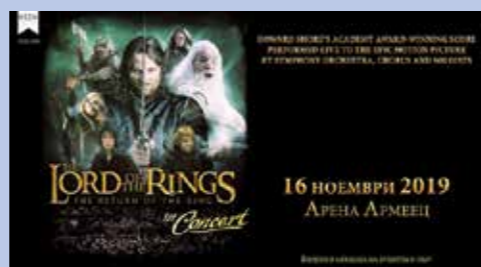 HOWARD SHORE'S ACADEMY AWARD-WINNING SCORE
PERFORMED LIVE TO THE EPIC MOTION PICTURE
BY SYMPHONY ORCHESTRA, CHORUS AND SOLOISTS
THE
LORD OF THE RINGS
THE RETURN OF THE RING
in Concert
16 НОЕМВРИ 2019
АРЕНА АРМЕЕЦ